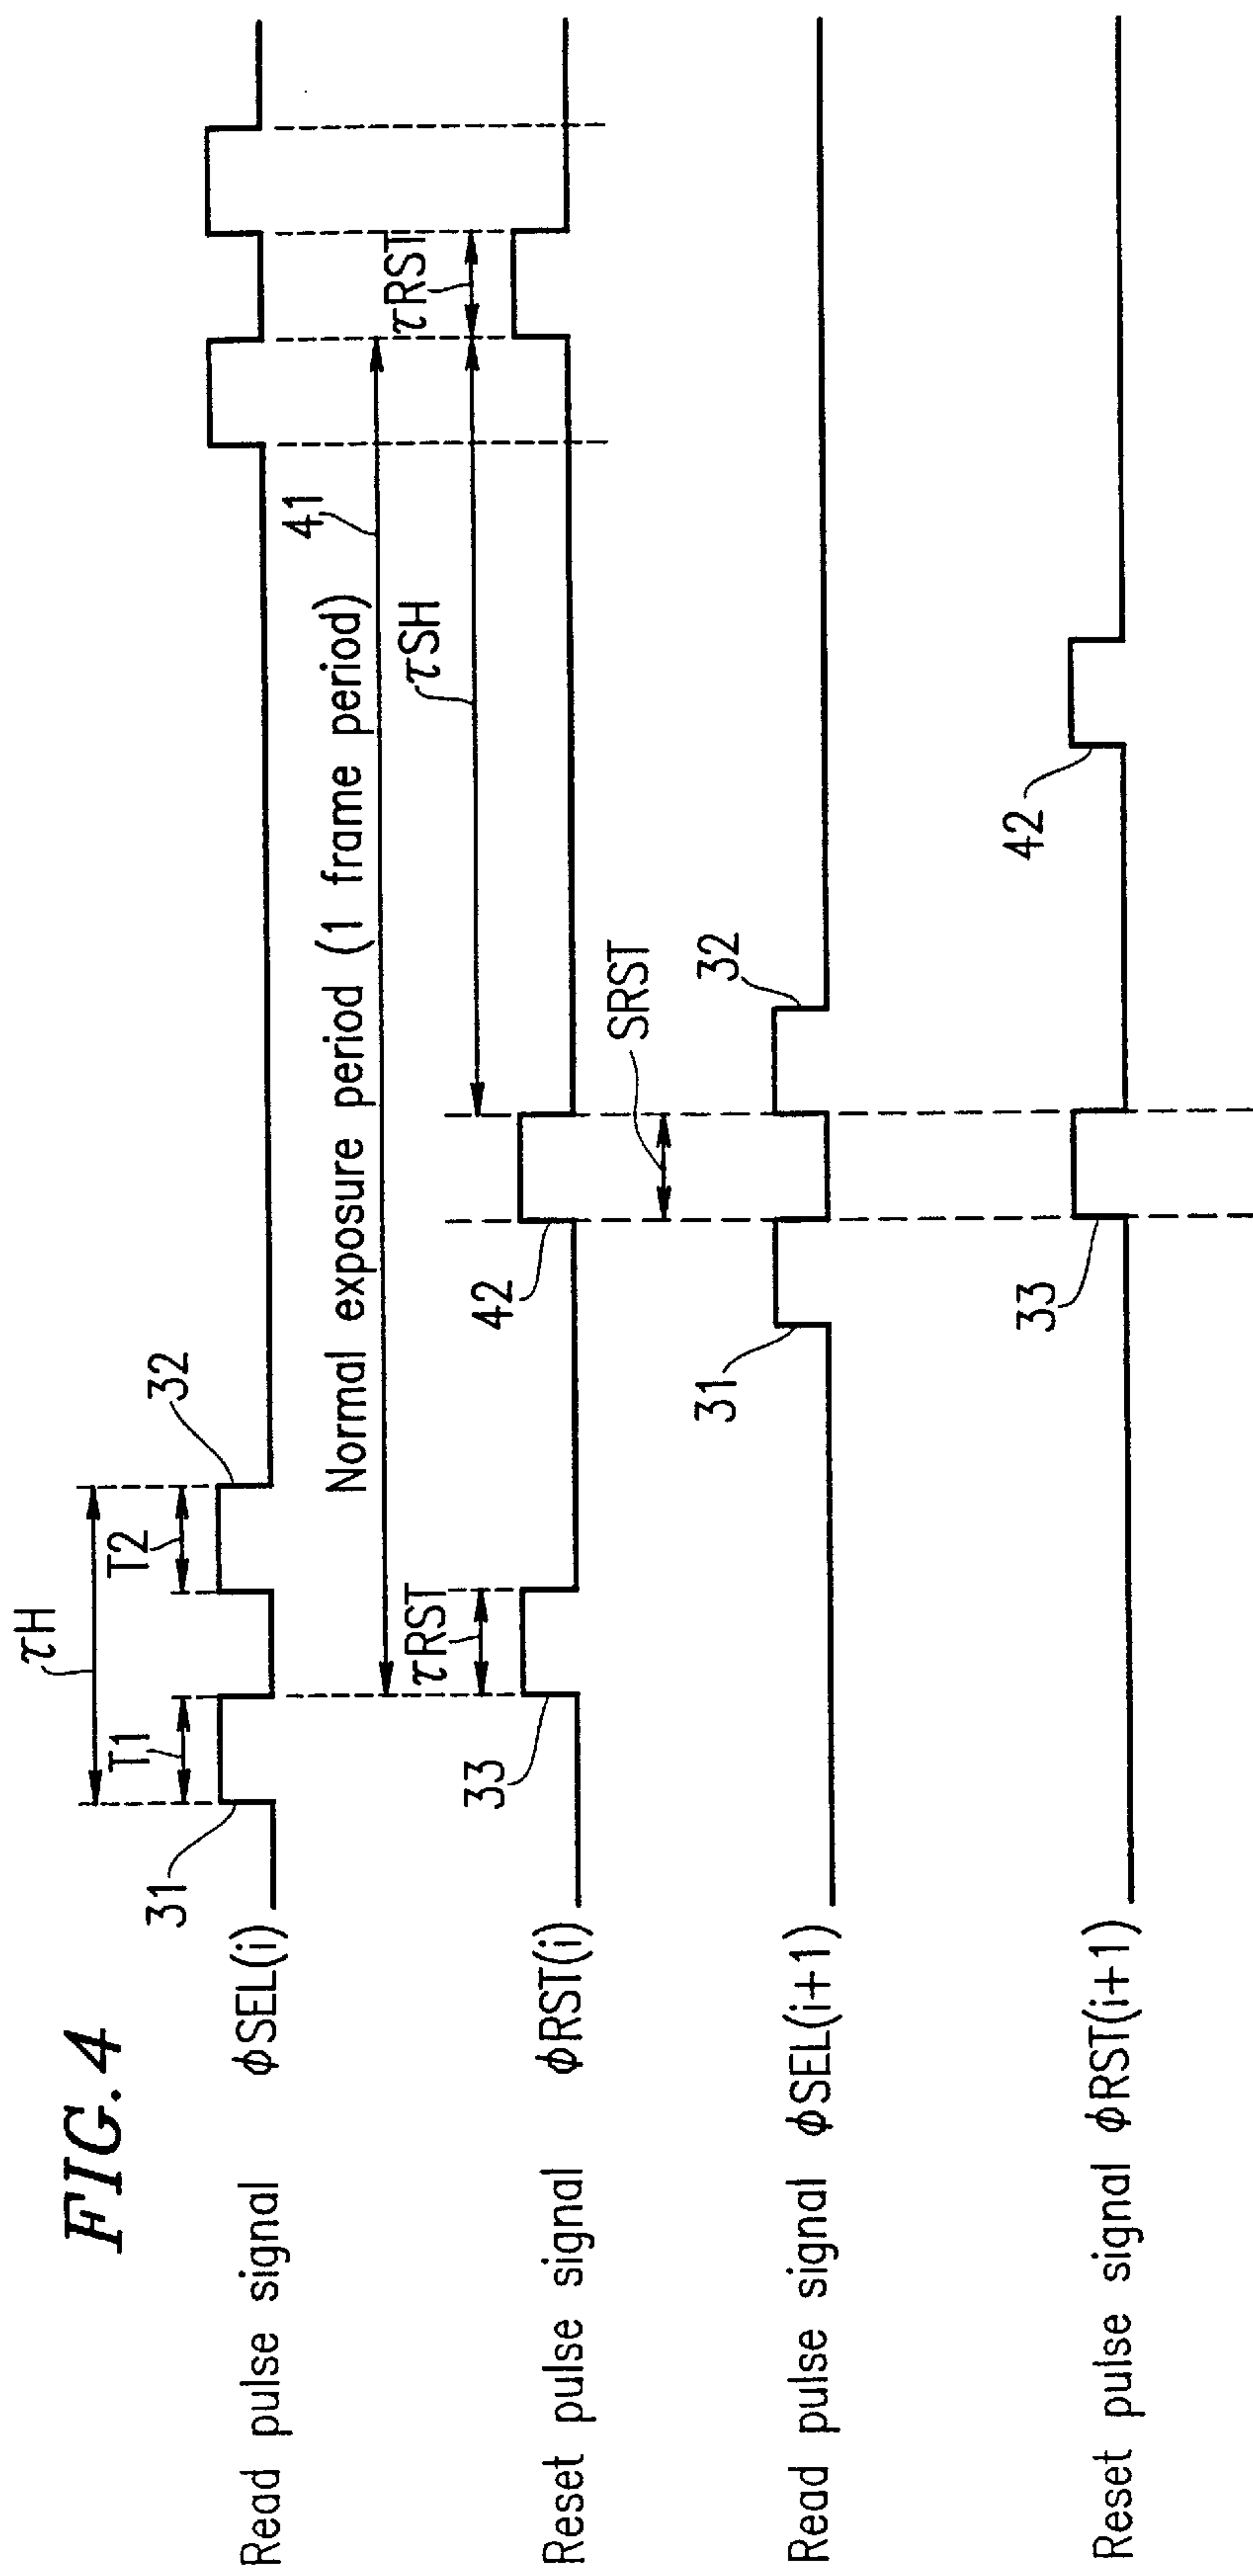 FIG.4
τH
T1
T2
31
32
Read pulse signal φSEL(i)
Normal exposure period (1 frame period)
41
τRST
τSH
τRST
33
42
Reset pulse signal φRST(i)
SRST
31
32
Read pulse signal φSEL(i+1)
33
42
Reset pulse signal φRST(i+1)